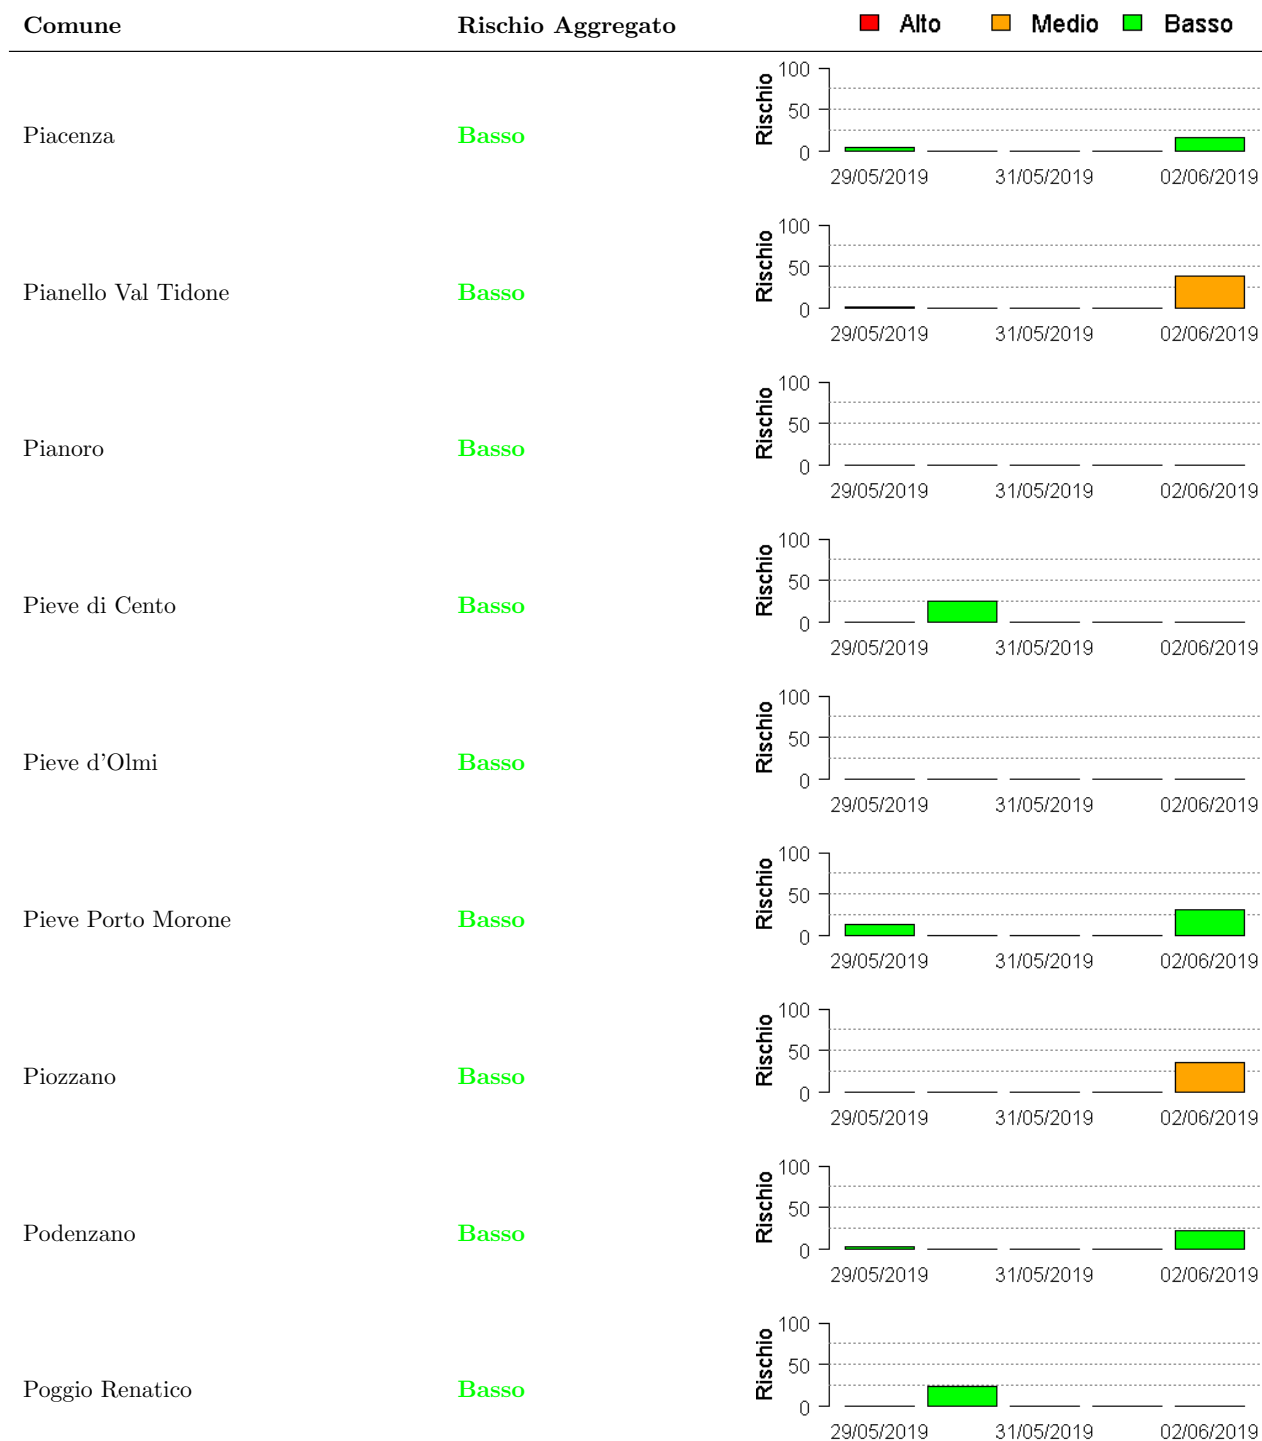 Comune Rischio Aggregato Alto Medio Basso
Piacenza Basso Rischio 100 50 0
29/05/2019 31/05/2019 02/06/2019
Pianello Val Tidone Basso Rischio 100 50 0
29/05/2019 31/05/2019 02/06/2019
Pianoro Basso Rischio 100 50 0
29/05/2019 31/05/2019 02/06/2019
Pieve di Cento Basso Rischio 100 50 0
29/05/2019 31/05/2019 02/06/2019
Pieve d'Olmi Basso Rischio 100 50 0
29/05/2019 31/05/2019 02/06/2019
Pieve Porto Morone Basso Rischio 100 50 0
29/05/2019 31/05/2019 02/06/2019
Piozzano Basso Rischio 100 50 0
29/05/2019 31/05/2019 02/06/2019
Podenzano Basso Rischio 100 50 0
29/05/2019 31/05/2019 02/06/2019
Poggio Renatico Basso Rischio 100 50 0
29/05/2019 31/05/2019 02/06/2019